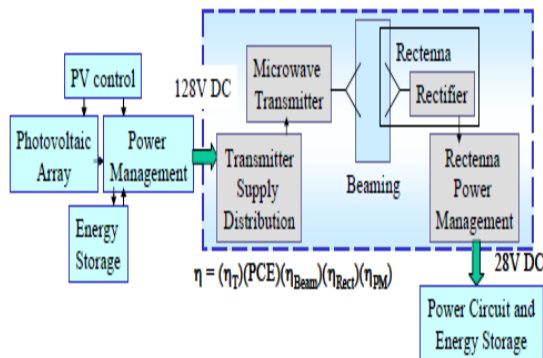 PV control
Photovoltaic
Array
Power
Management
Energy
Storage
128V DC
Microwave
Transmitter
Transmitter
Supply
Distribution
Beaming
Rectenna
Rectifier
Rectenna
Power
Management
η = (ηT)(PCE)(ηBeam)(ηRect)(ηPM)
28V DC
Power Circuit and
Energy Storage